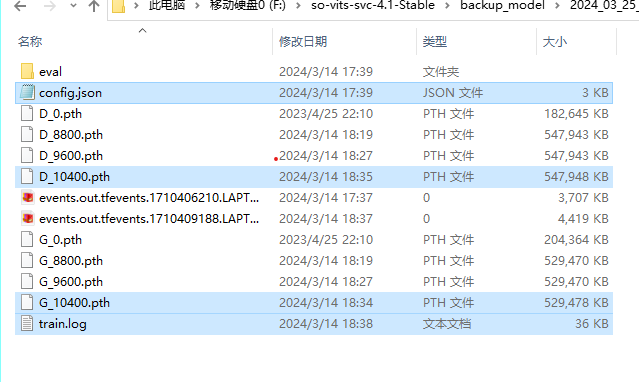 此电脑 > 移动硬盘0 (F:) > so-vits-svc-4.1-Stable > backup_model > 2024_03_25_
名称 修改日期 类型 大小
eval 2024/3/14 17:39 文件夹
config.json 2024/3/14 17:39 JSON 文件 3 KB
D_0.pth 2023/4/25 22:10 PTH 文件 182,645 KB
D_8800.pth 2024/3/14 18:19 PTH 文件 547,943 KB
D_9600.pth 2024/3/14 18:27 PTH 文件 547,943 KB
D_10400.pth 2024/3/14 18:35 PTH 文件 547,948 KB
events.out.tfevents.1710406210.LAPT... 2024/3/14 17:37 0 3,707 KB
events.out.tfevents.1710409188.LAPT... 2024/3/14 18:37 0 4,419 KB
G_0.pth 2023/4/25 22:10 PTH 文件 204,364 KB
G_8800.pth 2024/3/14 18:19 PTH 文件 529,470 KB
G_9600.pth 2024/3/14 18:27 PTH 文件 529,470 KB
G_10400.pth 2024/3/14 18:34 PTH 文件 529,478 KB
train.log 2024/3/14 18:38 文本文档 36 KB